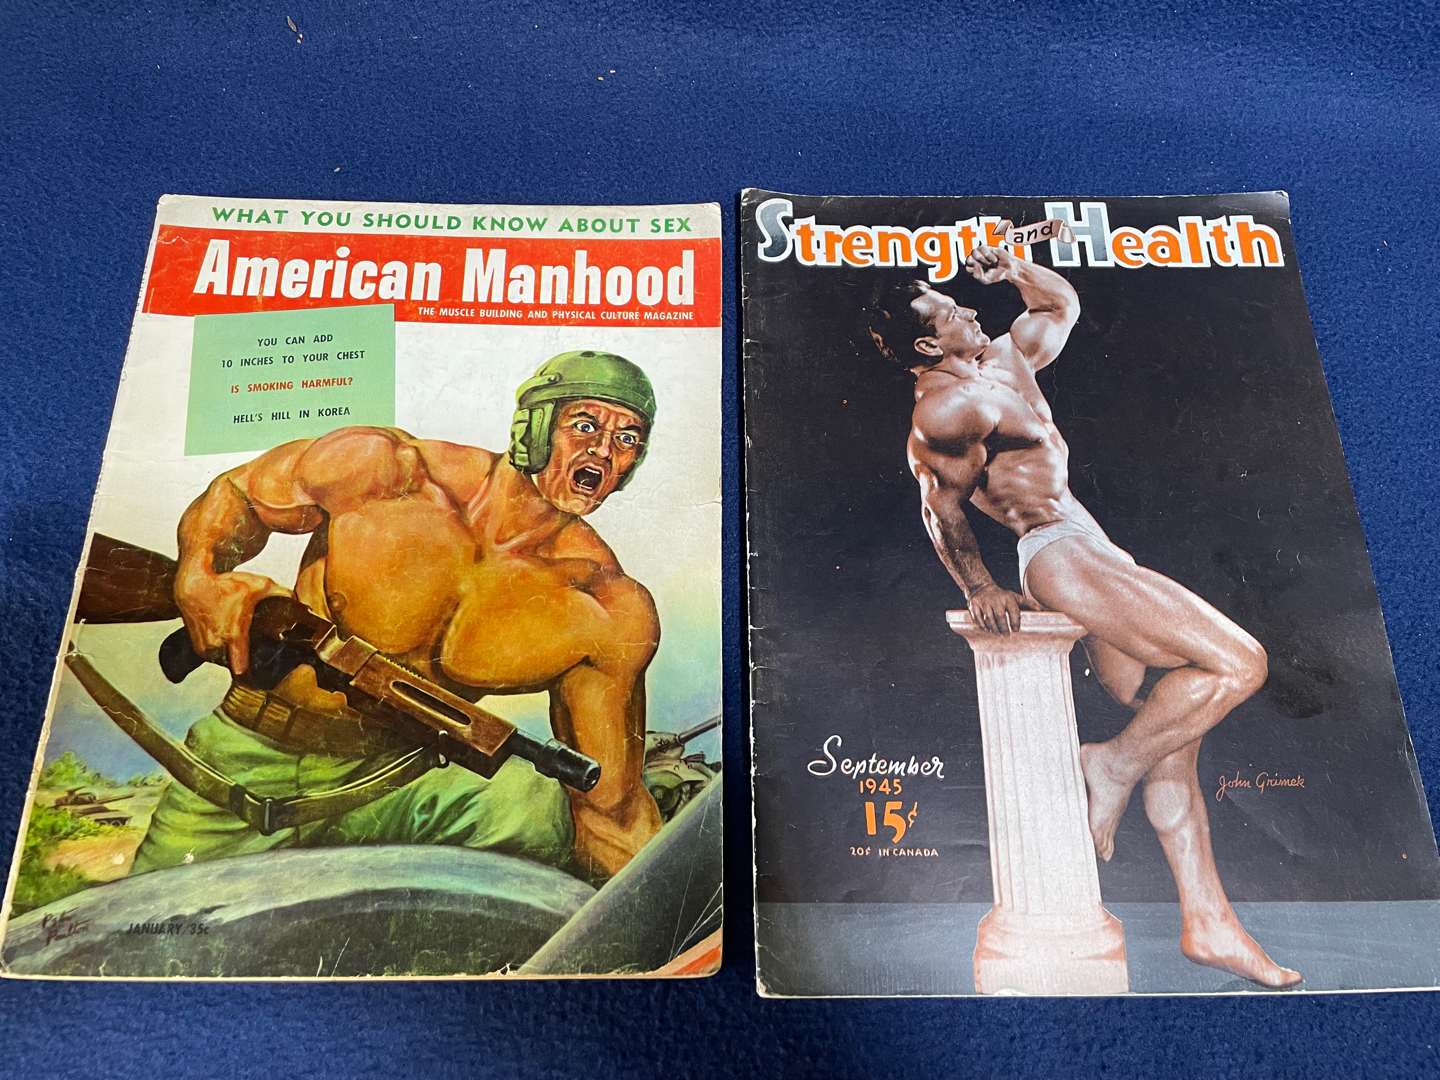 WHAT YOU SHOULD KNOW ABOUT SEX
American Manhood
THE MUSCLE BUILDING AND PHYSICAL CULTURE MAGAZINE
YOU CAN ADD
10 INCHES TO YOUR CHEST
IS SMOKING HARMFUL?
HELL'S HILL IN KOREA
JANUARY 35c
Strength and Health
September
1945
15¢
20¢ IN CANADA
John Grimek